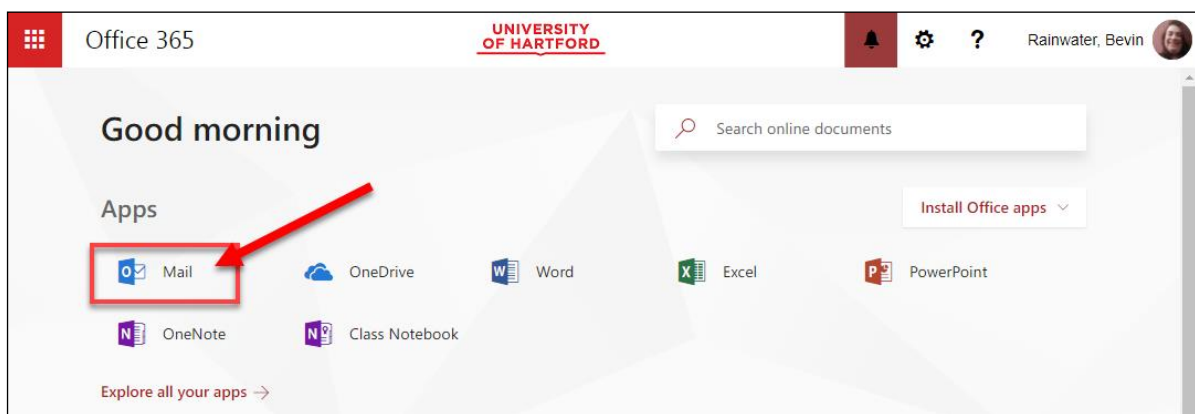 Office 365
UNIVERSITY
OF HARTFORD
?
Rainwater, Bevin
Good morning
Search online documents
Apps
Install Office apps
Mail
OneDrive
Word
Excel
PowerPoint
OneNote
Class Notebook
Explore all your apps →